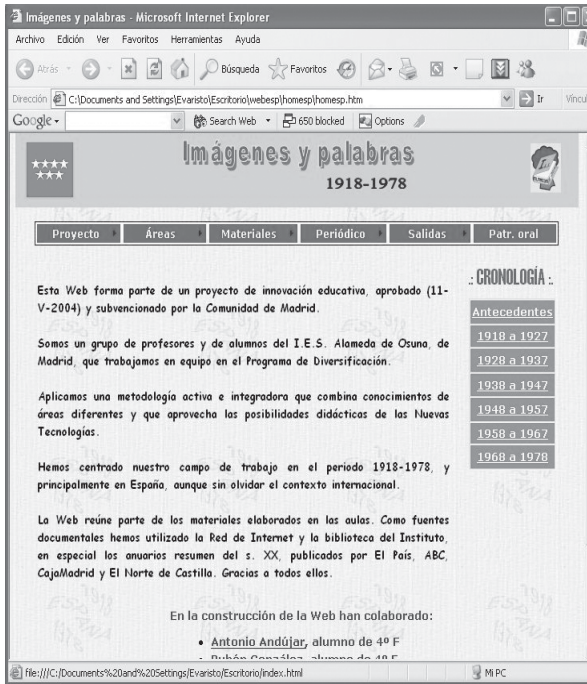 Imágenes y palabras - Microsoft Internet Explorer
Archivo Edición Ver Favoritos Herramientas Ayuda
Atrás Búsqueda Favoritos
Dirección C:\Documents and Settings\Evaristo\Escritorio\webesp\homesp\homesp.htm Ir Víncul
Google Search Web 650 blocked Options
Imágenes y palabras
1918-1978
Proyecto Áreas Materiales Periódico Salidas Patr. oral
Esta Web forma parte de un proyecto de innovación educativa, aprobado (11-
V-2004) y subvencionado por la Comunidad de Madrid.
Somos un grupo de profesores y de alumnos del I.E.S. Alameda de Osuna, de
Madrid, que trabajamos en equipo en el Programa de Diversificación.
Aplicamos una metodología activa e integradora que combina conocimientos de
áreas diferentes y que aprovecha las posibilidades didácticas de las Nuevas
Tecnologías.
Hemos centrado nuestro campo de trabajo en el periodo 1918-1978, y
principalmente en España, aunque sin olvidar el contexto internacional.
La Web reúne parte de los materiales elaborados en las aulas. Como fuentes
documentales hemos utilizado la Red de Internet y la biblioteca del Instituto,
en especial los anuarios resumen del s. XX, publicados por El País, ABC,
CajaMadrid y El Norte de Castilla. Gracias a todos ellos.
En la construcción de la Web han colaborado:
• Antonio Andújar, alumno de 4º F
• Rubén González, alumno de 4º F
.: CRONOLOGÍA :.
Antecedentes
1918 a 1927
1928 a 1937
1938 a 1947
1948 a 1957
1958 a 1967
1968 a 1978
file:///C:/Documents%20and%20Settings/Evaristo/Escritorio/index.html Mi PC